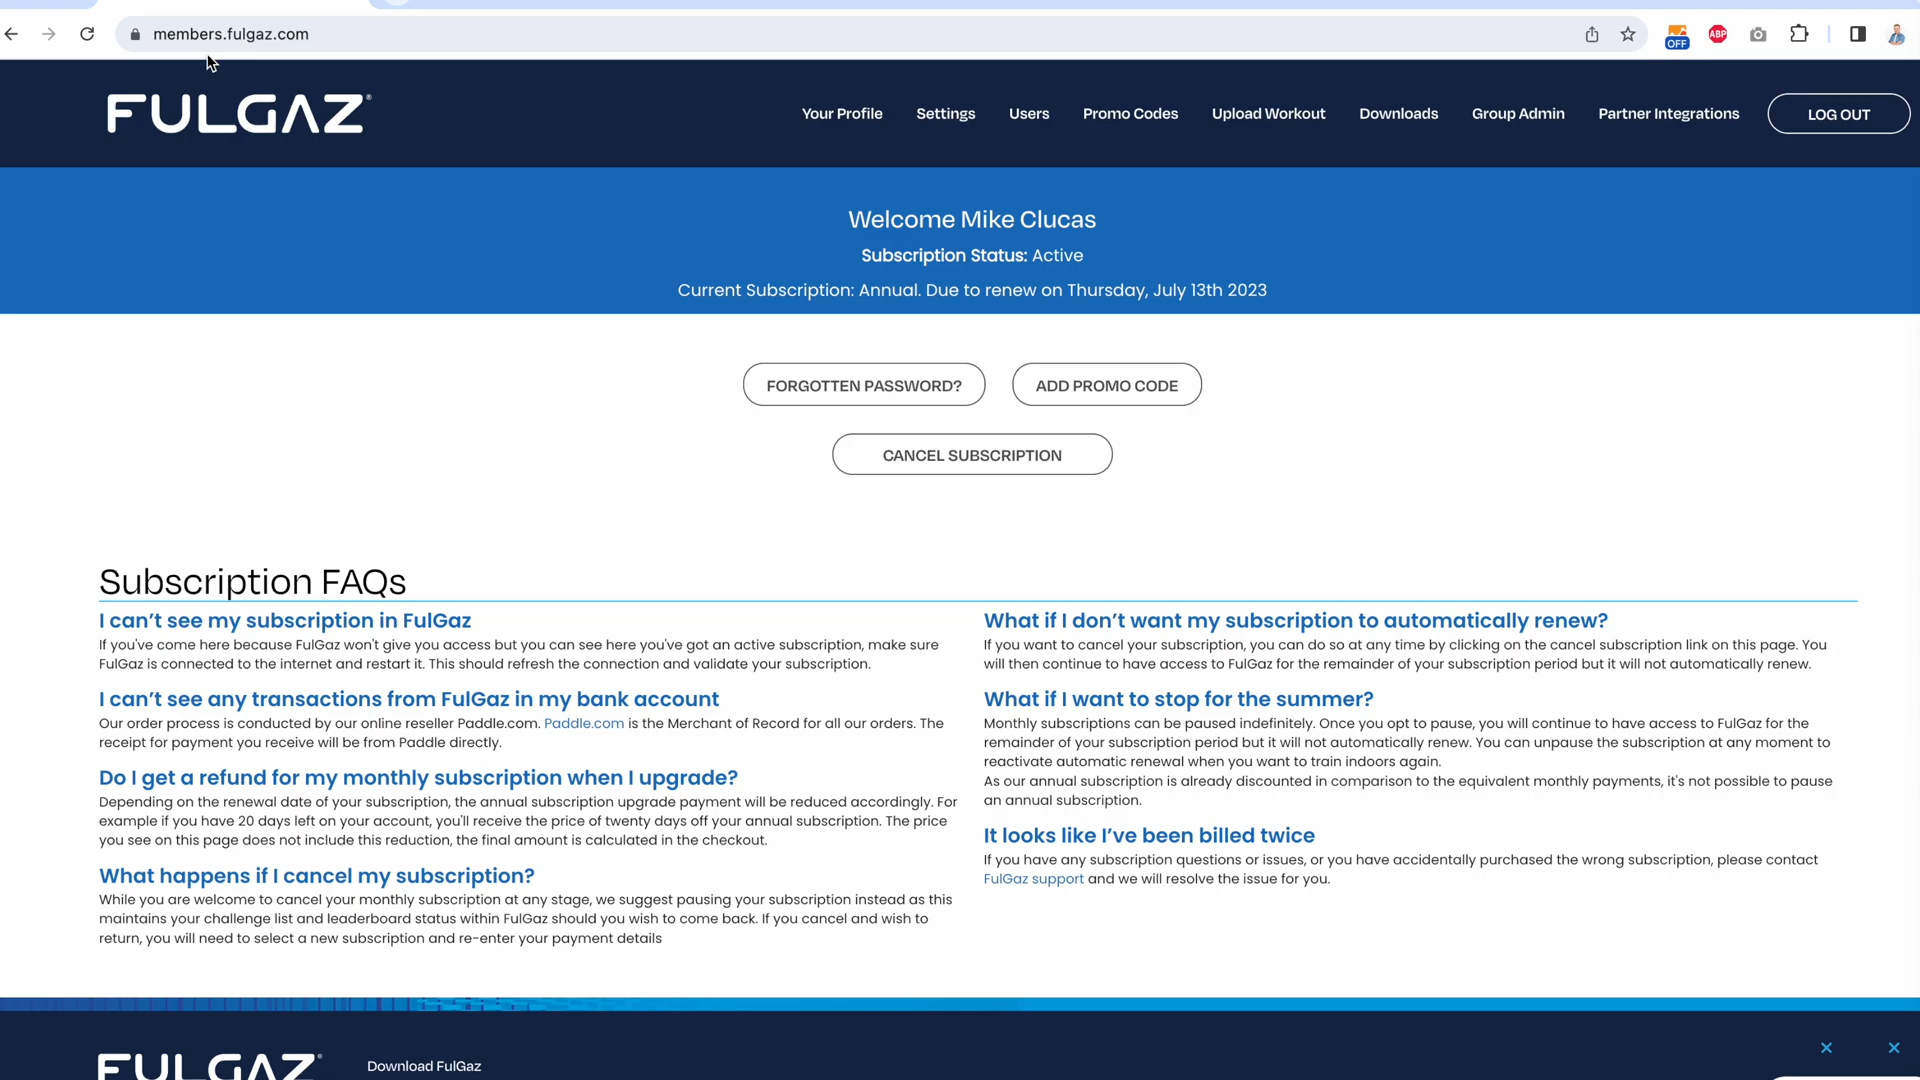 members.fulgaz.com
OFF
ABP
FULGAZ®
Your Profile
Settings
Users
Promo Codes
Upload Workout
Downloads
Group Admin
Partner Integrations
LOG OUT
Welcome Mike Clucas
Subscription Status: Active
Current Subscription: Annual. Due to renew on Thursday, July 13th 2023
FORGOTTEN PASSWORD?
ADD PROMO CODE
CANCEL SUBSCRIPTION
Subscription FAQs
I can’t see my subscription in FulGaz
If you've come here because FulGaz won't give you access but you can see here you've got an active subscription, make sure
FulGaz is connected to the internet and restart it. This should refresh the connection and validate your subscription.
I can’t see any transactions from FulGaz in my bank account
Our order process is conducted by our online reseller Paddle.com. Paddle.com is the Merchant of Record for all our orders. The
receipt for payment you receive will be from Paddle directly.
Do I get a refund for my monthly subscription when I upgrade?
Depending on the renewal date of your subscription, the annual subscription upgrade payment will be reduced accordingly. For
example if you have 20 days left on your account, you'll receive the price of twenty days off your annual subscription. The price
you see on this page does not include this reduction, the final amount is calculated in the checkout.
What happens if I cancel my subscription?
While you are welcome to cancel your monthly subscription at any stage, we suggest pausing your subscription instead as this
maintains your challenge list and leaderboard status within FulGaz should you wish to come back. If you cancel and wish to
return, you will need to select a new subscription and re-enter your payment details
What if I don’t want my subscription to automatically renew?
If you want to cancel your subscription, you can do so at any time by clicking on the cancel subscription link on this page. You
will then continue to have access to FulGaz for the remainder of your subscription period but it will not automatically renew.
What if I want to stop for the summer?
Monthly subscriptions can be paused indefinitely. Once you opt to pause, you will continue to have access to FulGaz for the
remainder of your subscription period but it will not automatically renew. You can unpause the subscription at any moment to
reactivate automatic renewal when you want to train indoors again.
As our annual subscription is already discounted in comparison to the equivalent monthly payments, it's not possible to pause
an annual subscription.
It looks like I’ve been billed twice
If you have any subscription questions or issues, or you have accidentally purchased the wrong subscription, please contact
FulGaz support and we will resolve the issue for you.
FULGAZ®
Download FulGaz